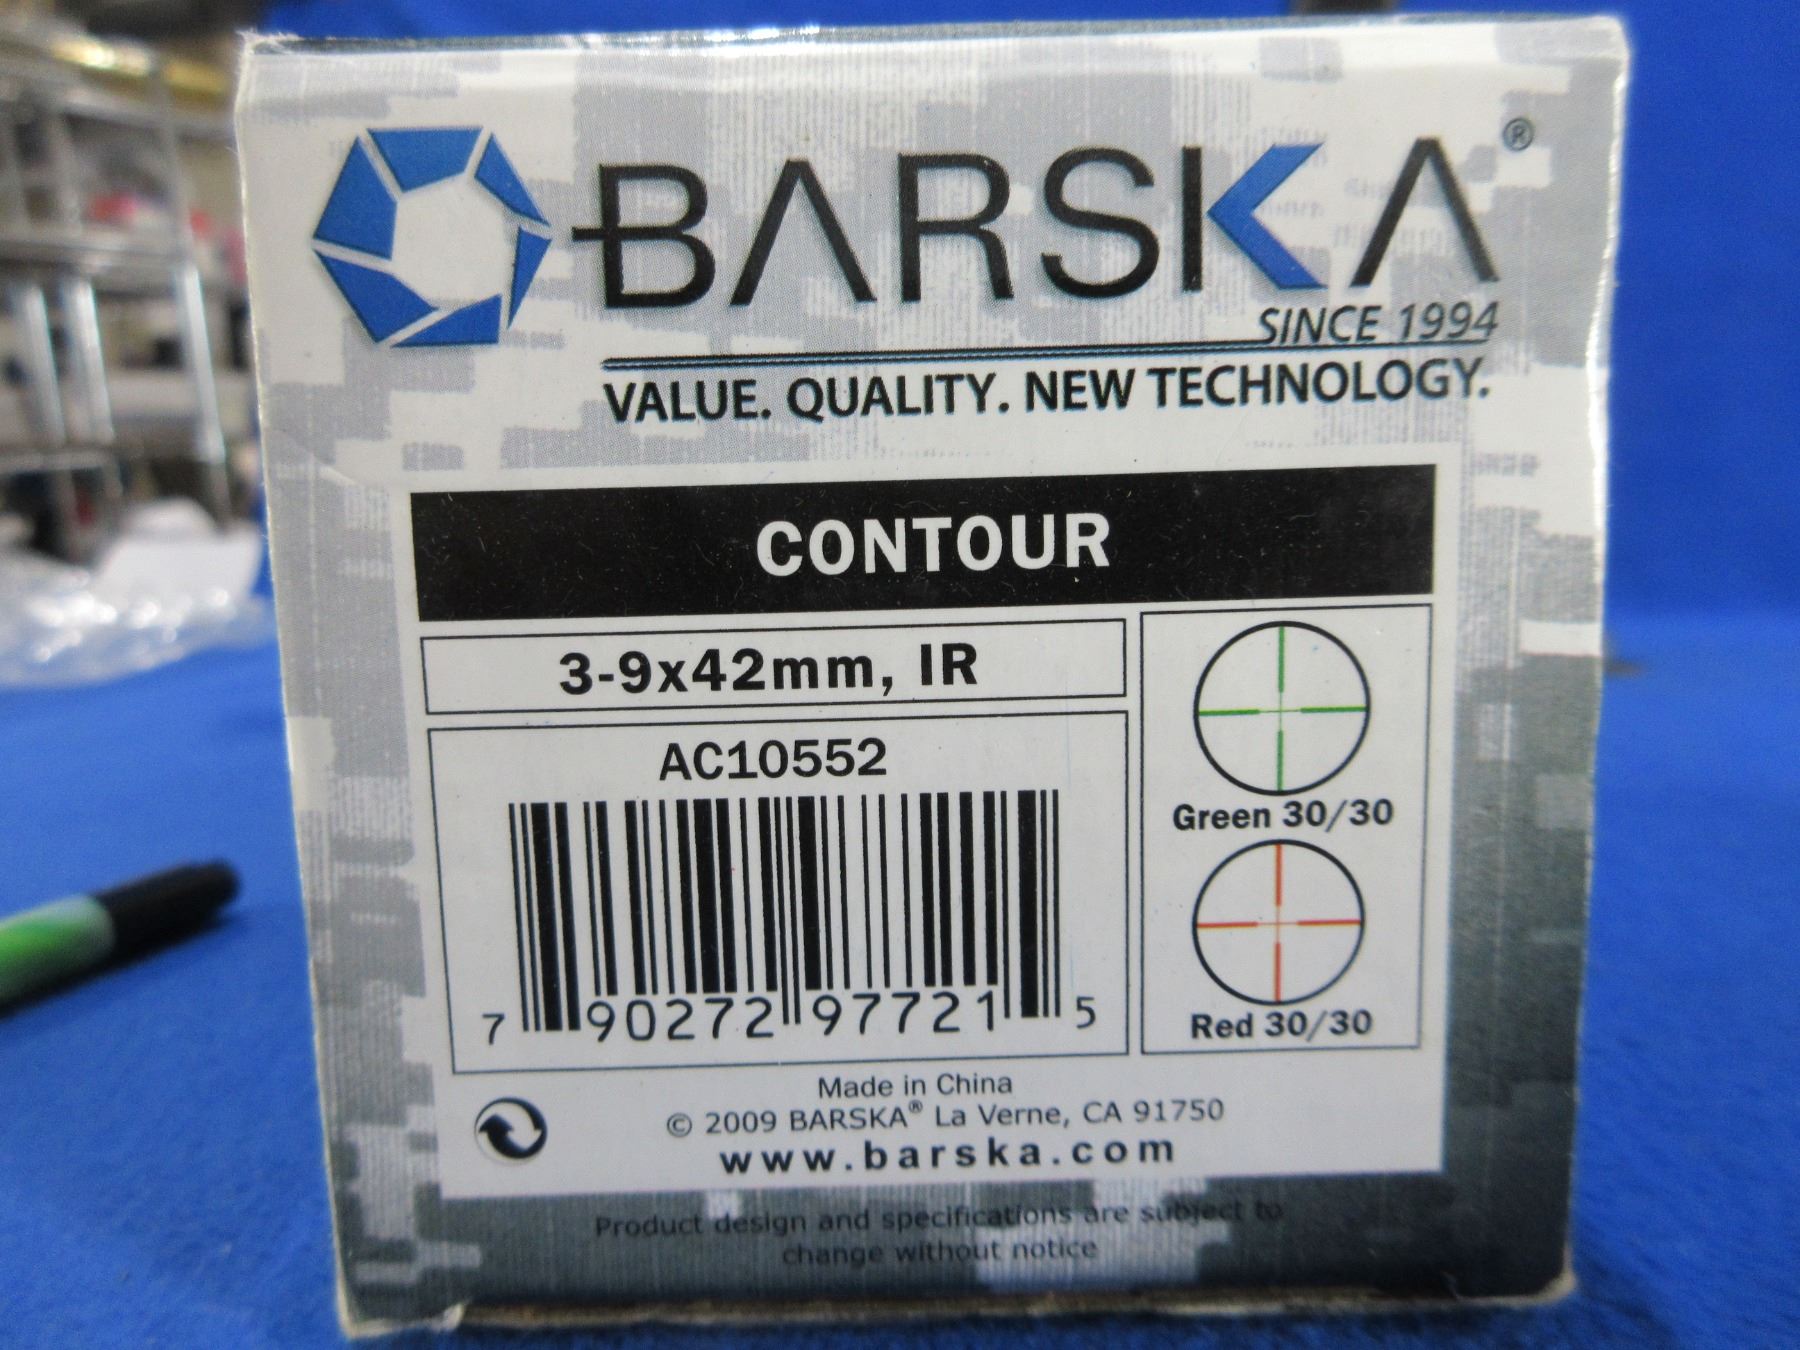 BARSKA®
SINCE 1994
VALUE. QUALITY. NEW TECHNOLOGY.
CONTOUR
3-9x42mm, IR
AC10552
7 90272 97721 5
Green 30/30
Red 30/30
Made in China
© 2009 BARSKA® La Verne, CA 91750
www.barska.com
Product design and specifications are subject to
change without notice